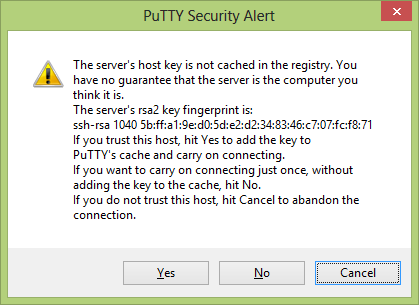 PuTTY Security Alert
The server's host key is not cached in the registry. You
have no guarantee that the server is the computer you
think it is.
The server's rsa2 key fingerprint is:
ssh-rsa 1040 5b:ff:a1:9e:d0:5d:e2:d2:34:83:46:c7:07:fc:f8:71
If you trust this host, hit Yes to add the key to
PuTTY's cache and carry on connecting.
If you want to carry on connecting just once, without
adding the key to the cache, hit No.
If you do not trust this host, hit Cancel to abandon the
connection.
Yes
No
Cancel